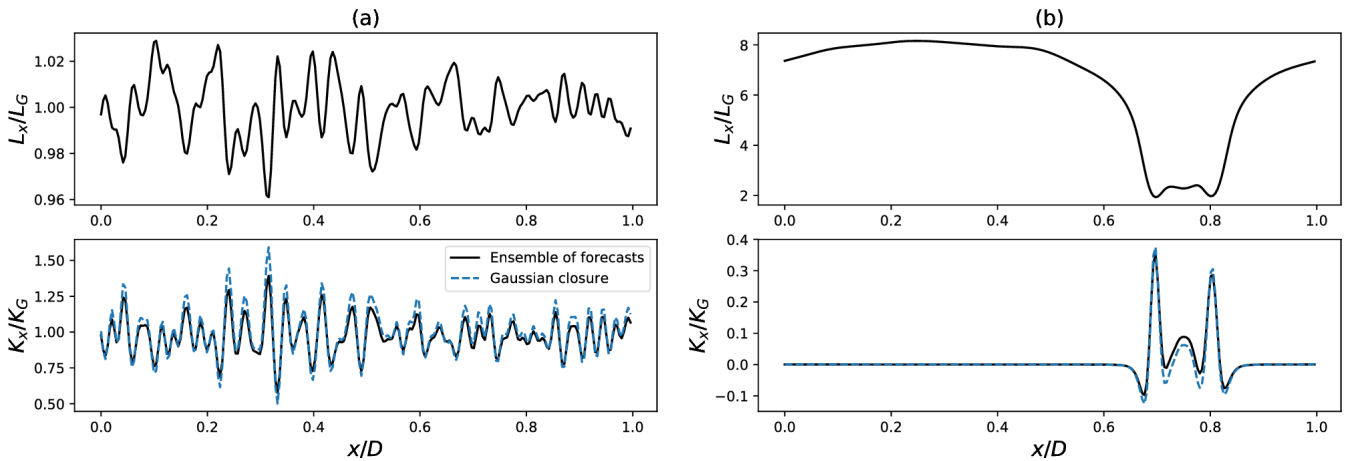 (a)
L_x/L_G
1.02
1.00
0.98
0.96
0.0 0.2 0.4 0.6 0.8 1.0
K_x/K_G
1.50
1.25
1.00
0.75
0.50
Ensemble of forecasts
Gaussian closure
0.0 0.2 0.4 0.6 0.8 1.0
x/D
(b)
L_x/L_G
8
6
4
2
0.0 0.2 0.4 0.6 0.8 1.0
K_x/K_G
0.4
0.3
0.2
0.1
0.0
−0.1
0.0 0.2 0.4 0.6 0.8 1.0
x/D